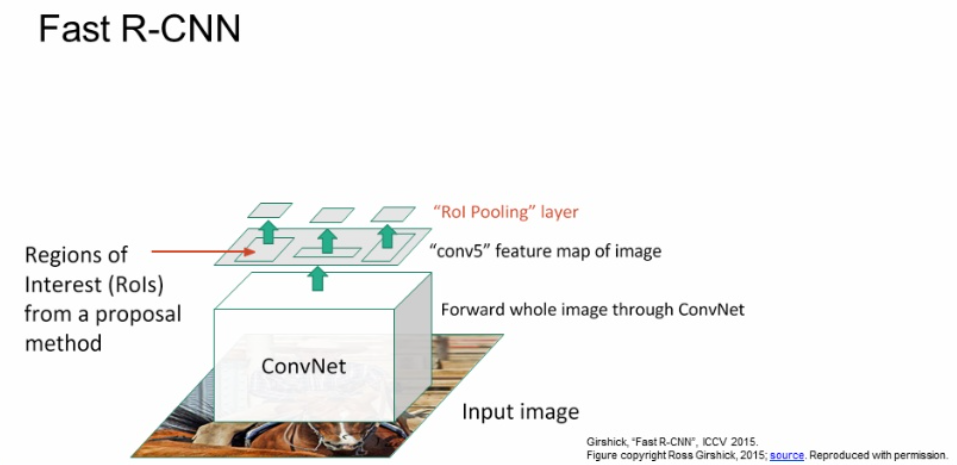 Fast R-CNN
“RoI Pooling” layer
“conv5” feature map of image
Regions of
Interest (RoIs)
from a proposal
method
Forward whole image through ConvNet
ConvNet
Input image
Girshick, “Fast R-CNN”, ICCV 2015.
Figure copyright Ross Girshick, 2015; source. Reproduced with permission.